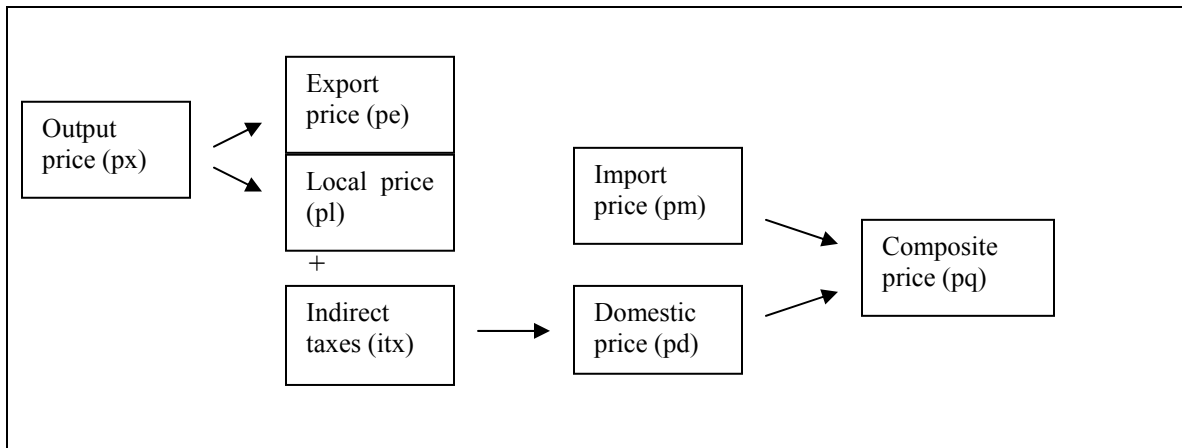 Output
price (px)
Export
price (pe)
Local price
(pl)
+
Indirect
taxes (itx)
Import
price (pm)
Domestic
price (pd)
Composite
price (pq)